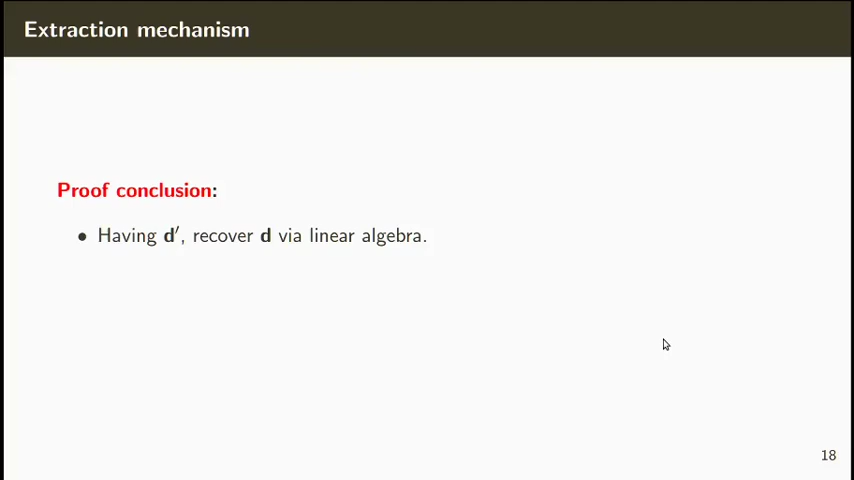 Extraction mechanism
Proof conclusion:
• Having d′, recover d via linear algebra.
18